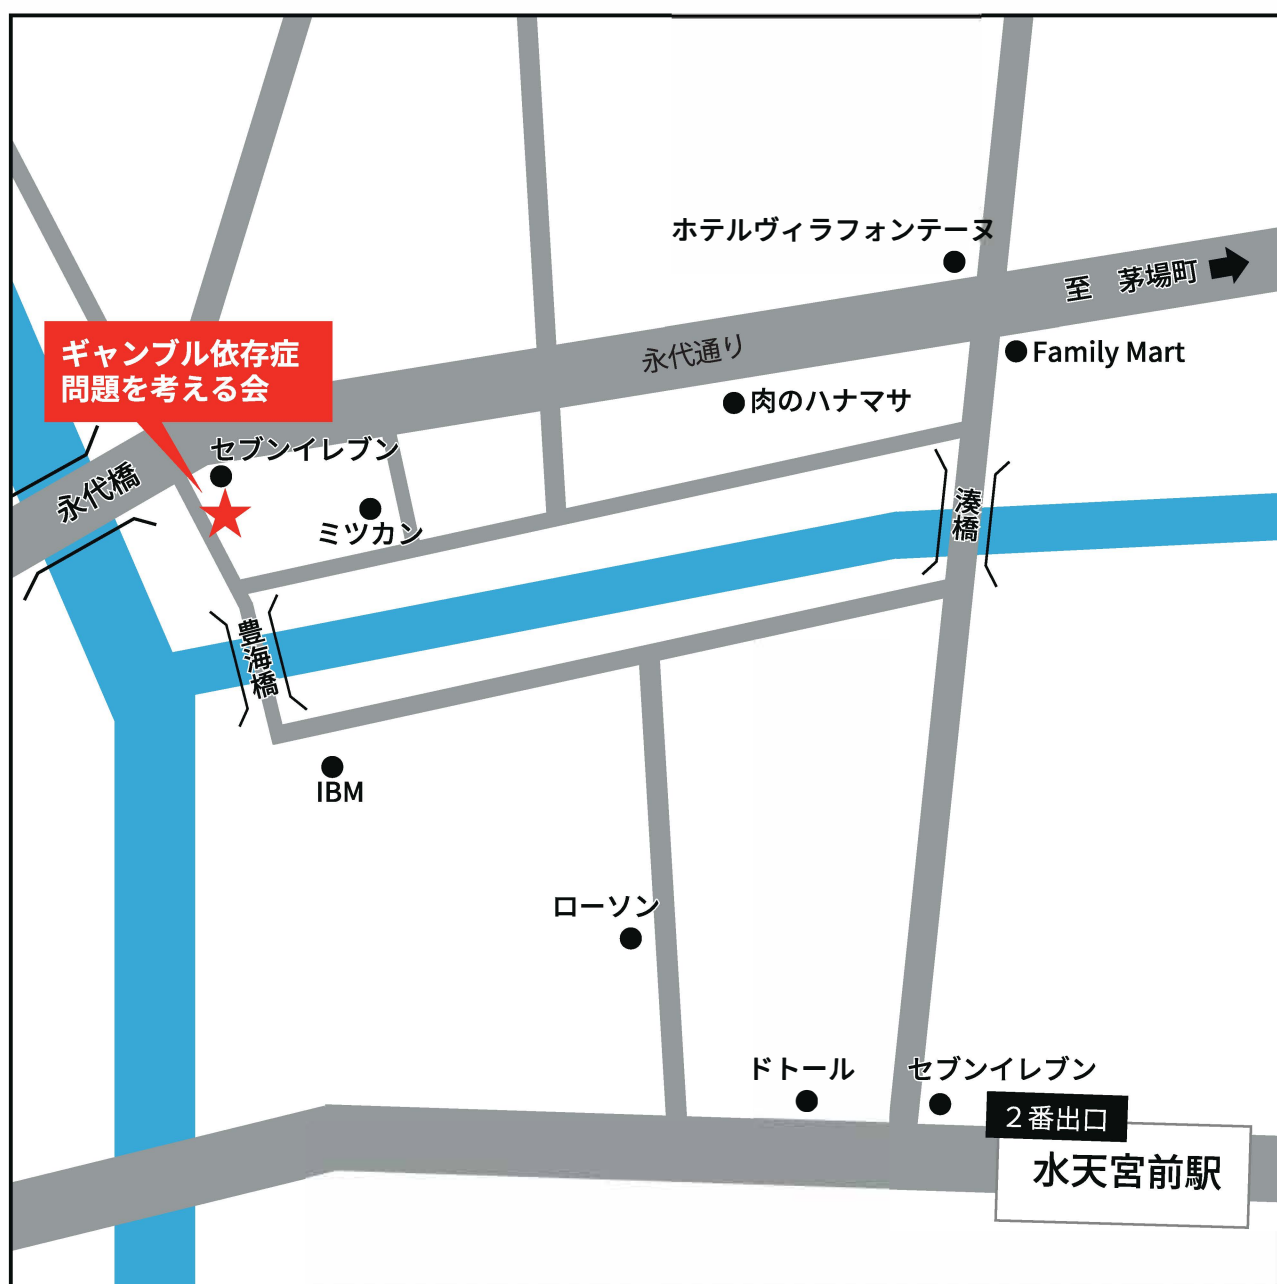 ホテルヴィラフォンテーヌ
至 茅場町
ギャンブル依存症
問題を考える会
永代通り
Family Mart
肉のハナマサ
セブンイレブン
永代橋
ミツカン
湊橋
豊海橋
IBM
ローソン
ドトール
セブンイレブン
２番出口
水天宮前駅